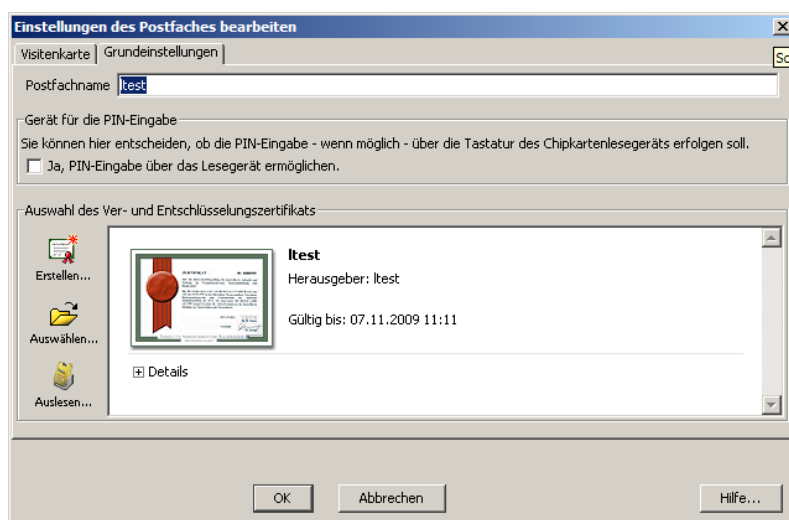 Einstellungen des Postfaches bearbeiten
Visitenkarte
Grundeinstellungen
Sc
Postfachname ltest
Gerät für die PIN-Eingabe
Sie können hier entscheiden, ob die PIN-Eingabe - wenn möglich - über die Tastatur des Chipkartenlesegeräts erfolgen soll.
Ja, PIN-Eingabe über das Lesegerät ermöglichen.
Auswahl des Ver- und Entschlüsselungszertifikats
Erstellen...
Auswählen...
Auslesen...
ltest
Herausgeber: ltest
Gültig bis: 07.11.2009 11:11
Details
OK
Abbrechen
Hilfe...